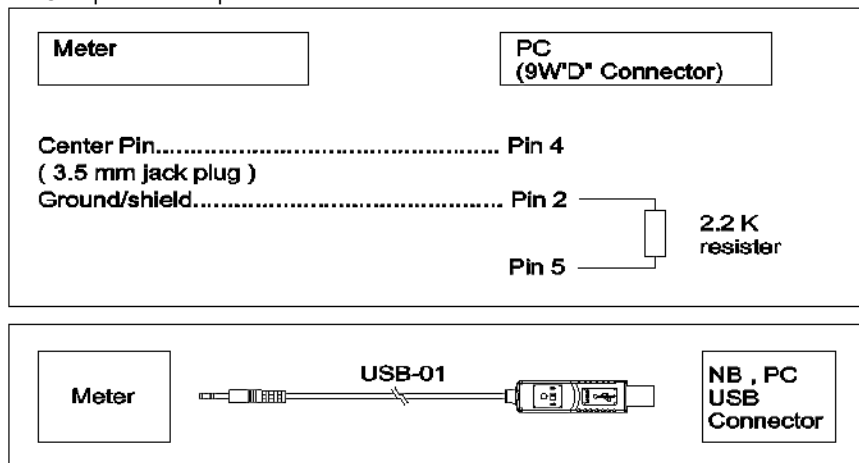 Meter
PC
(9W"D" Connector)
Center Pin................................................... Pin 4
( 3.5 mm jack plug )
Ground/shield.............................................. Pin 2
2.2 K
resister
Pin 5
Meter
USB-01
NB , PC
USB
Connector